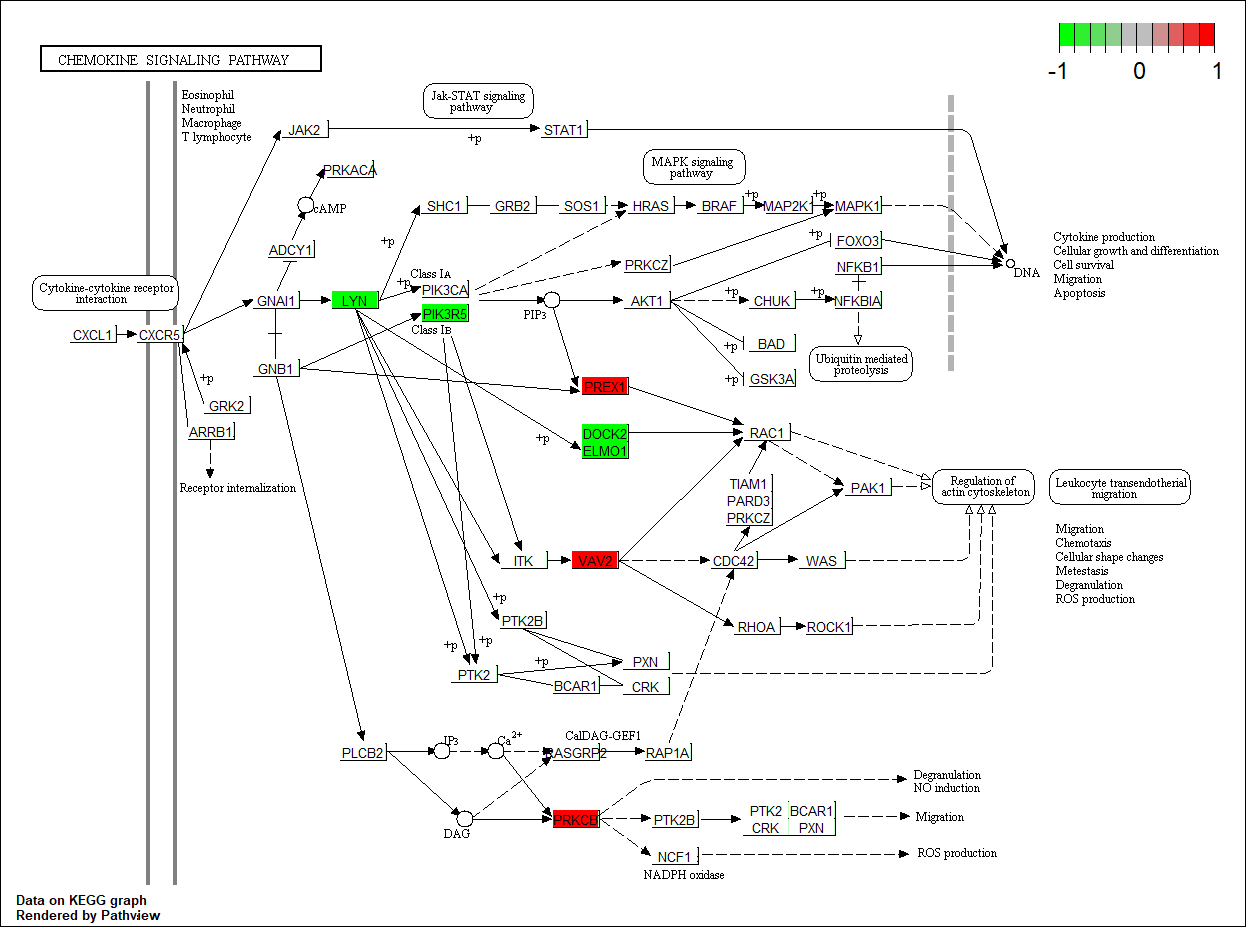 CHEMOKINE SIGNALING PATHWAY
-1 0 1
Eosinophil
Neutrophil
Macrophage
T lymphocyte
Jak-STAT signaling
pathway
JAK2
+p
STAT1
PRKACA
cAMP
ADCY1
MAPK signaling
pathway
SHC1
GRB2
SOS1
HRAS
BRAF
+p
MAP2K1
+p
MAPK1
+p
Cytokine-cytokine receptor
interaction
CXCL1
CXCR5
GNAI1
LYN
+p
Class IA
PIK3CA
PIK3R5
Class IB
GNB1
PRKCZ
PIP3
AKT1
+p
FOXO3
NFKB1
CHUK
+p
NFKBIA
+p
BAD
+p
GSK3A
Ubiquitin mediated
proteolysis
DNA
Cytokine production
Cellular growth and differentiation
Cell survival
Migration
Apoptosis
+p
GRK2
ARRB1
Receptor internalization
PREX1
+p
DOCK2
ELMO1
RAC1
TIAM1
PARD3
PRKCZ
PAK1
Regulation of
actin cytoskeleton
Leukocyte transendotherial
migration
Migration
Chemotaxis
Cellular shape changes
Metestasis
Degranulation
ROS production
ITK
VAV2
CDC42
WAS
+p
PTK2B
RHOA
ROCK1
+p
+p
PTK2
+p
PXN
BCAR1
CRK
PLCB2
IP3
Ca2+
CalDAG-GEF1
RASGRP2
RAP1A
DAG
PRKCD
Degranulation
NO induction
PTK2B
PTK2
BCAR1
CRK
PXN
Migration
NCF1
NADPH oxidase
ROS production
Data on KEGG graph
Rendered by Pathview